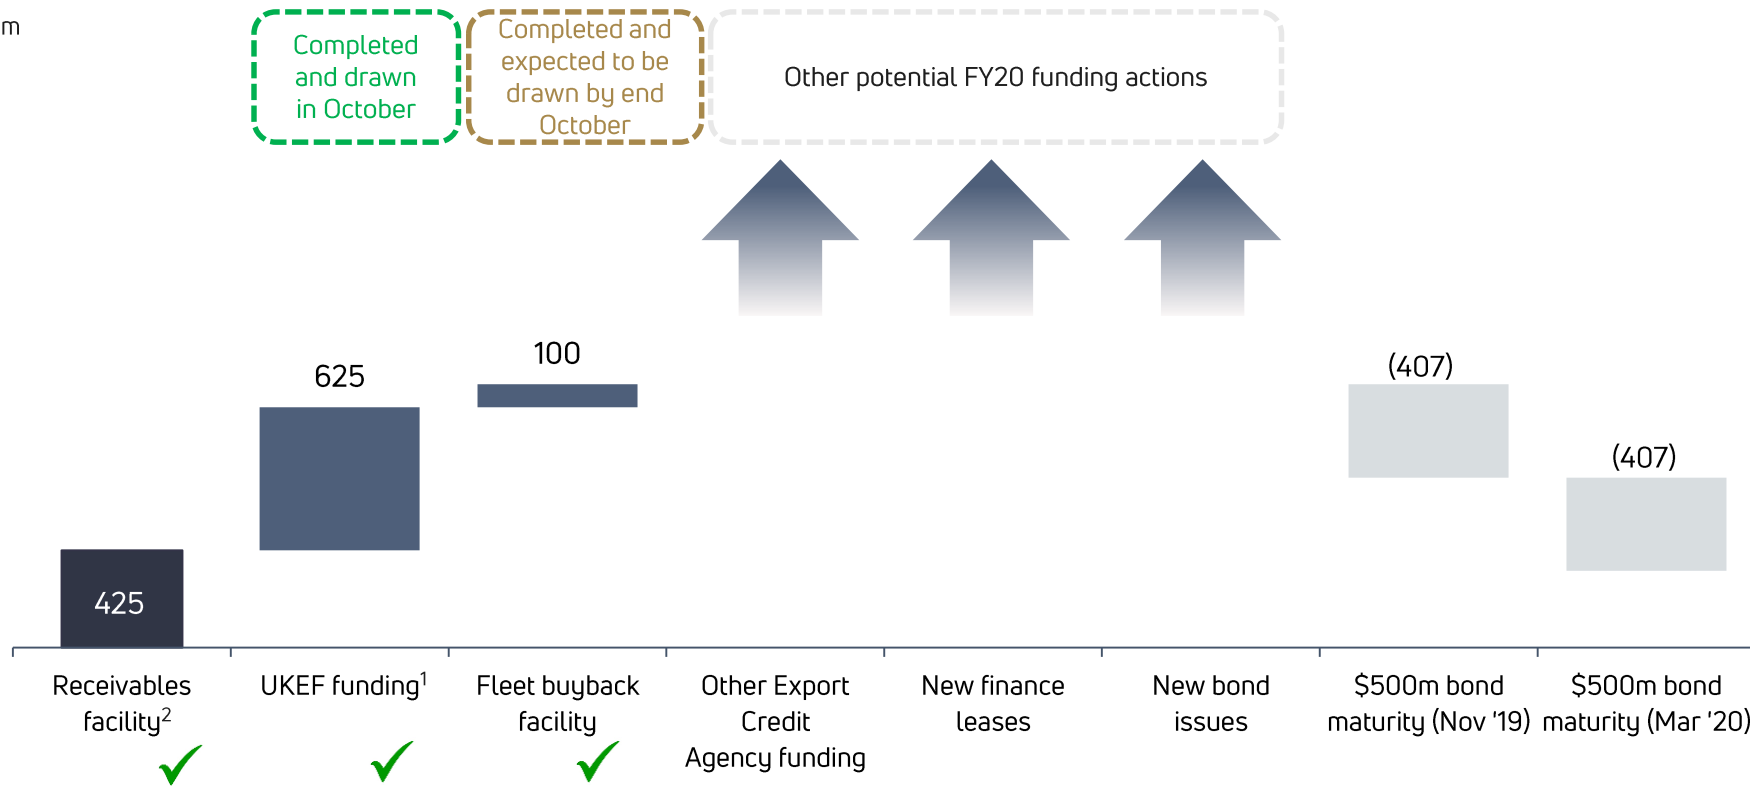 m
Completed
and drawn
in October
Completed and
expected to be
drawn by end
October
Other potential FY20 funding actions
625
100
(407)
(407)
425
Receivables
facility²
UKEF funding¹
Fleet buyback
facility
Other Export
Credit
Agency funding
New finance
leases
New bond
issues
$500m bond
maturity (Nov '19)
$500m bond
maturity (Mar '20)